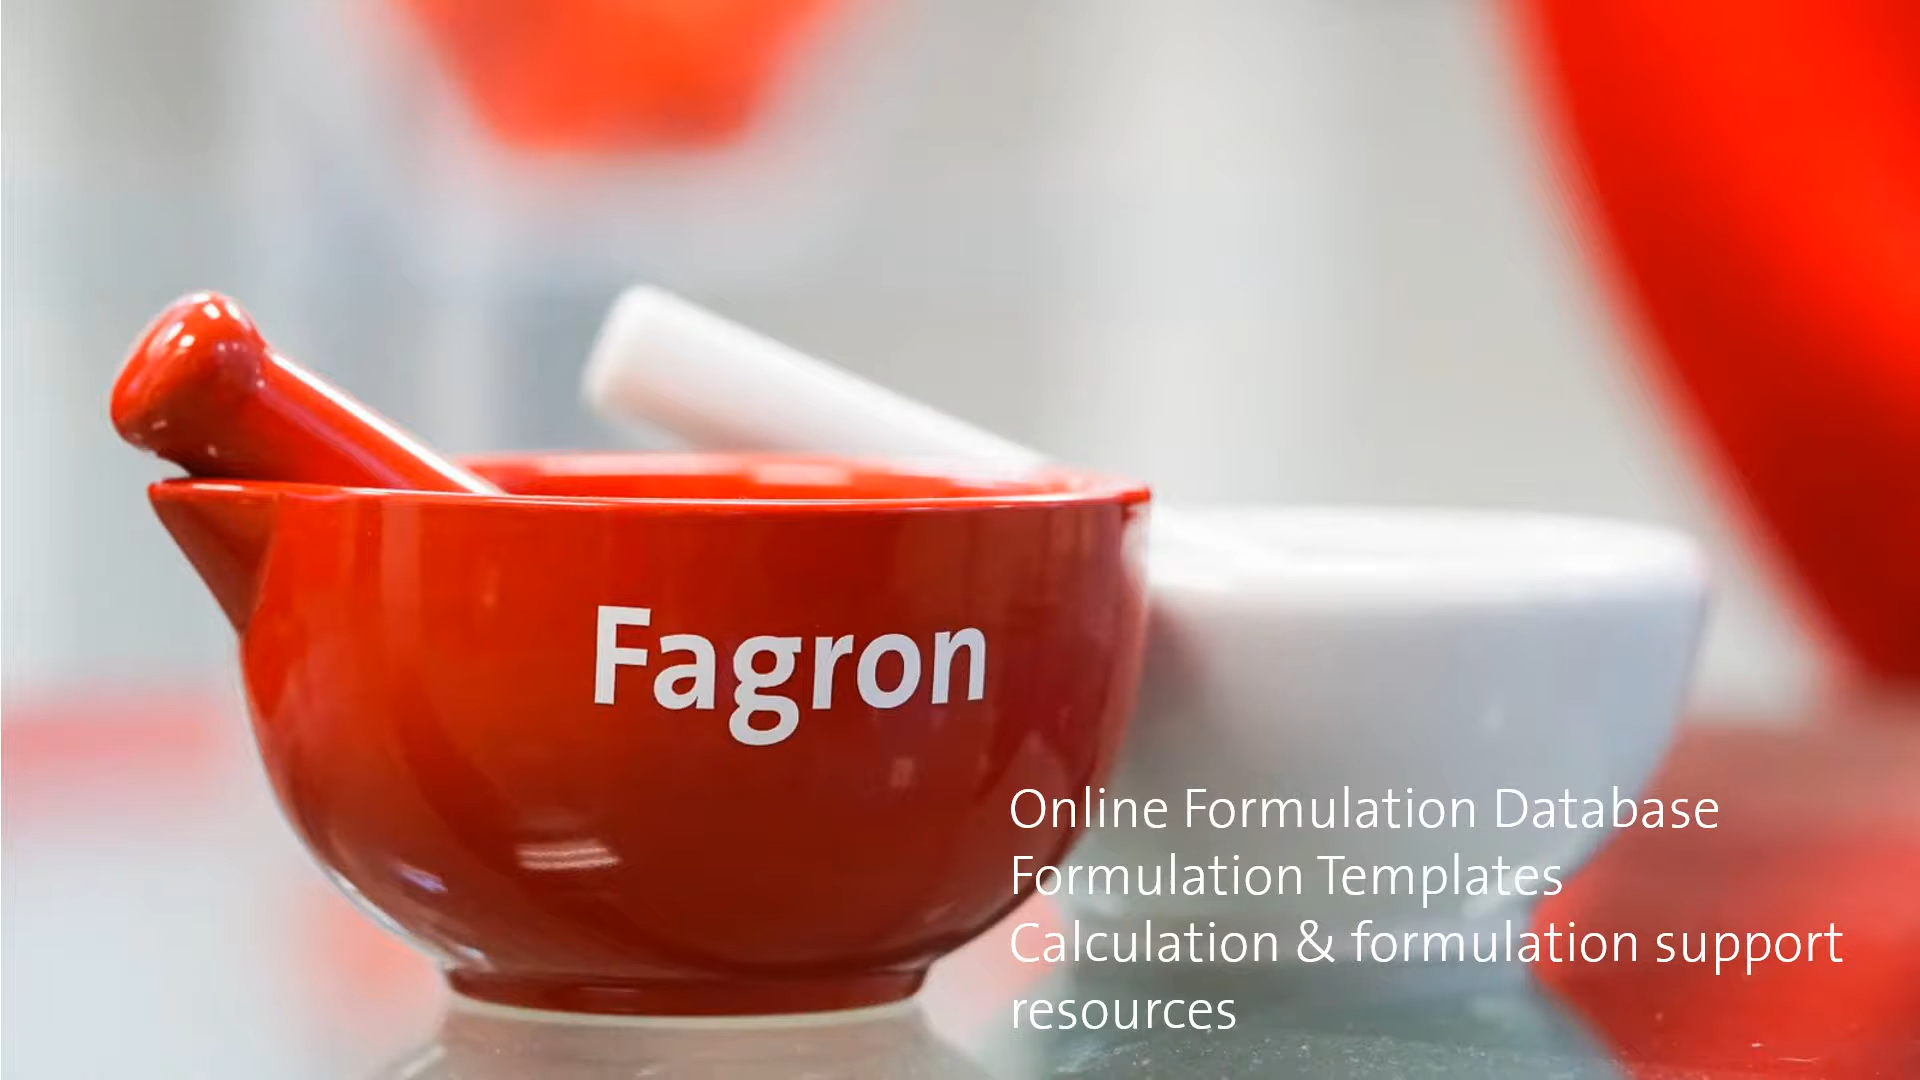 Fagron
Online Formulation Database
Formulation Templates
Calculation & formulation support
resources